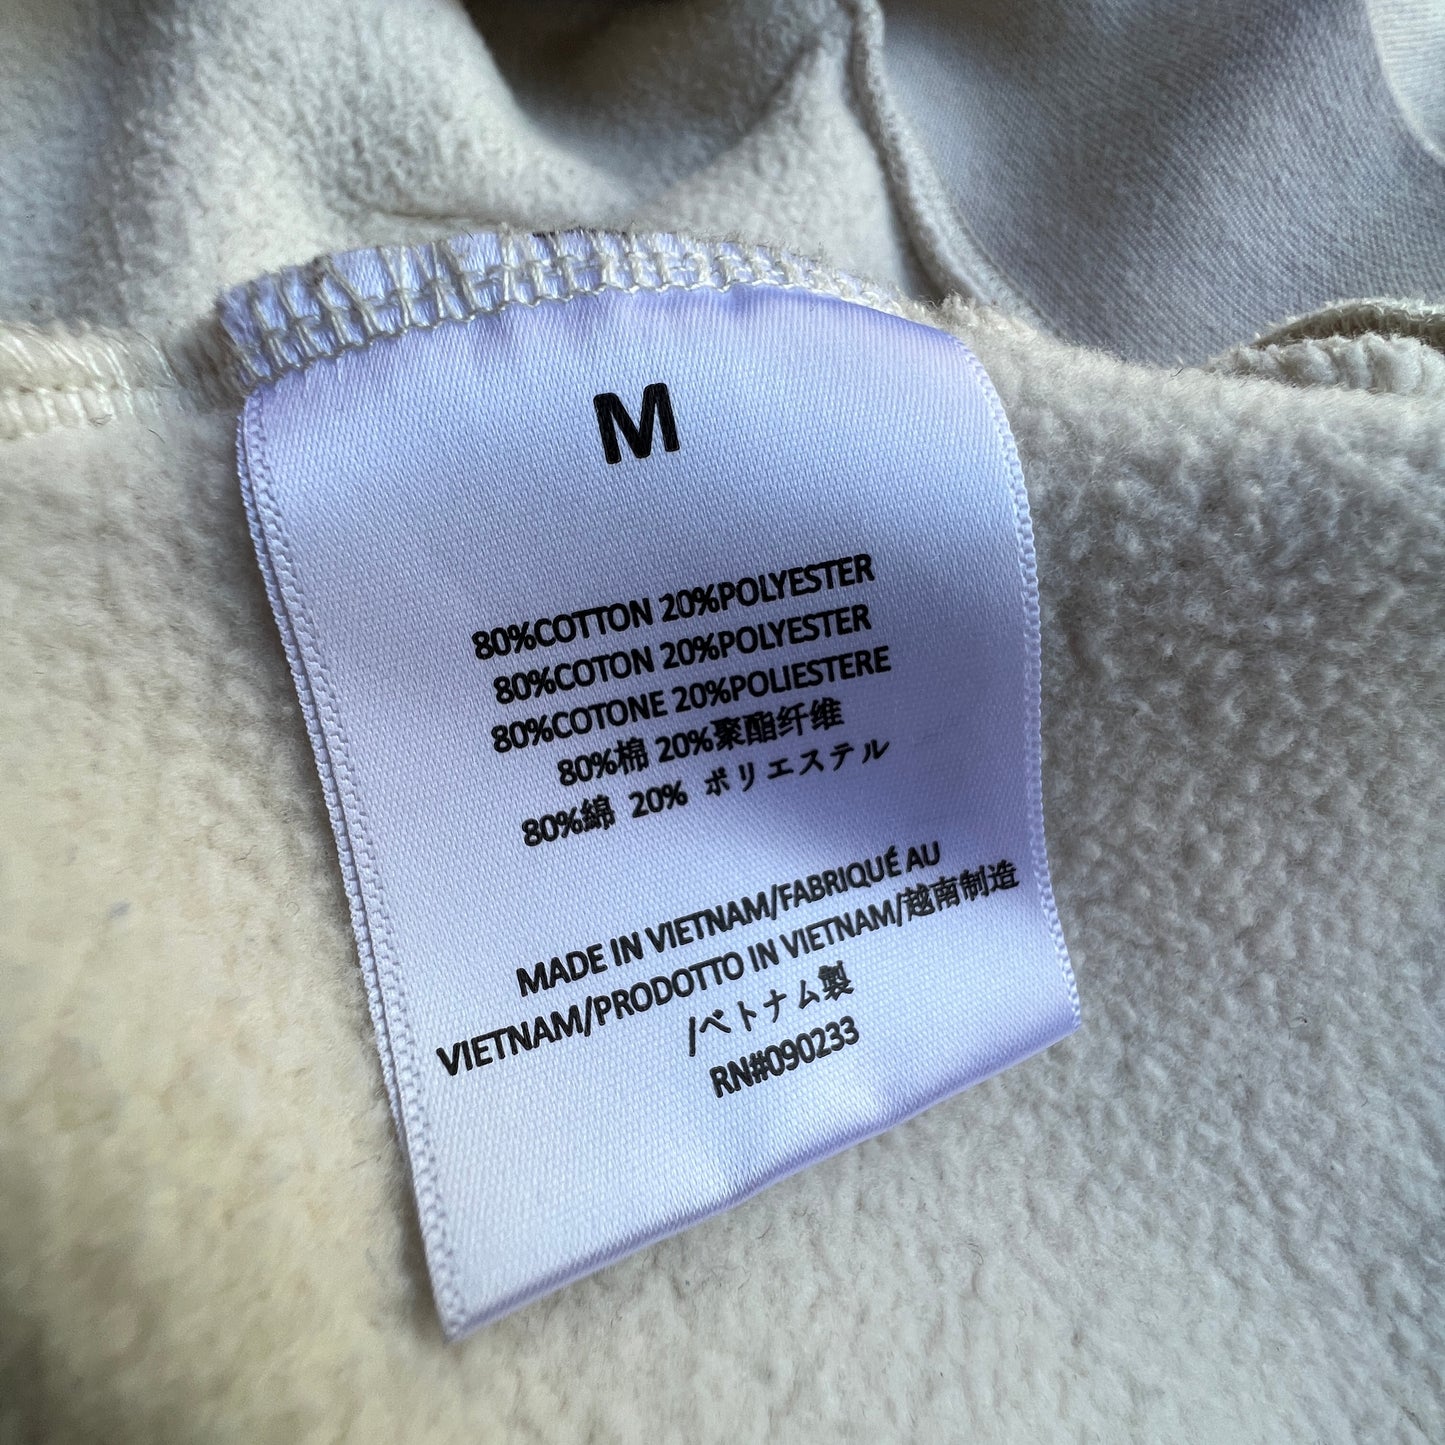 M
80%COTTON 20%POLYESTER
80%COTON 20%POLYESTER
80%COTONE 20%POLIESTERE
80%棉 20%聚酯纤维
80%綿 20% ポリエステル
MADE IN VIETNAM/FABRIQUÉ AU
VIETNAM/PRODOTTO IN VIETNAM/越南制造
/ベトナム製
RN#090233